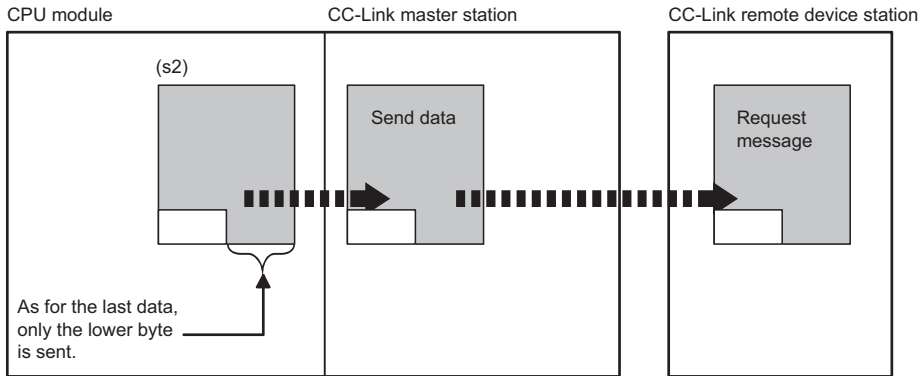 CPU module
CC-Link master station
CC-Link remote device station
(s2)
Send data
Request
message
As for the last data,
only the lower byte
is sent.